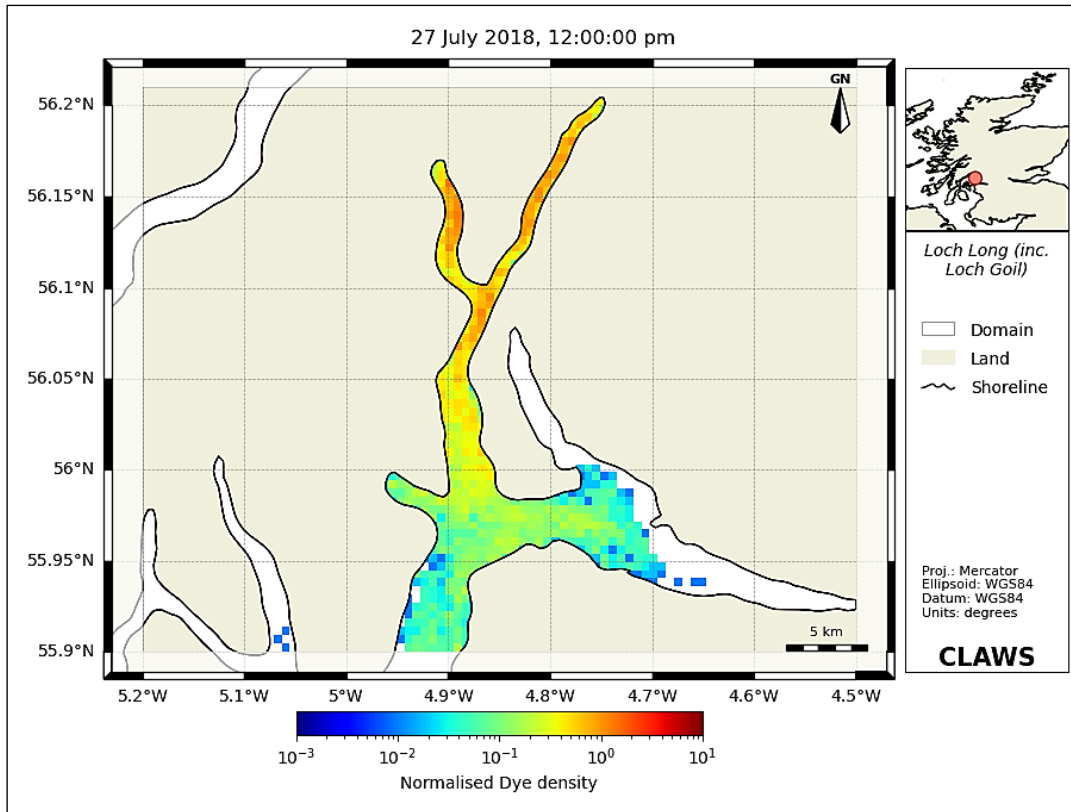 27 July 2018, 12:00:00 pm
GN
56.2°N
56.15°N
56.1°N
56.05°N
56°N
55.95°N
55.9°N
5.2°W
5.1°W
5°W
4.9°W
4.8°W
4.7°W
4.6°W
4.5°W
5 km
Loch Long (inc.
Loch Goil)
Domain
Land
Shoreline
Proj.: Mercator
Ellipsoid: WGS84
Datum: WGS84
Units: degrees
CLAWS
10⁻³
10⁻²
10⁻¹
10⁰
10¹
Normalised Dye density